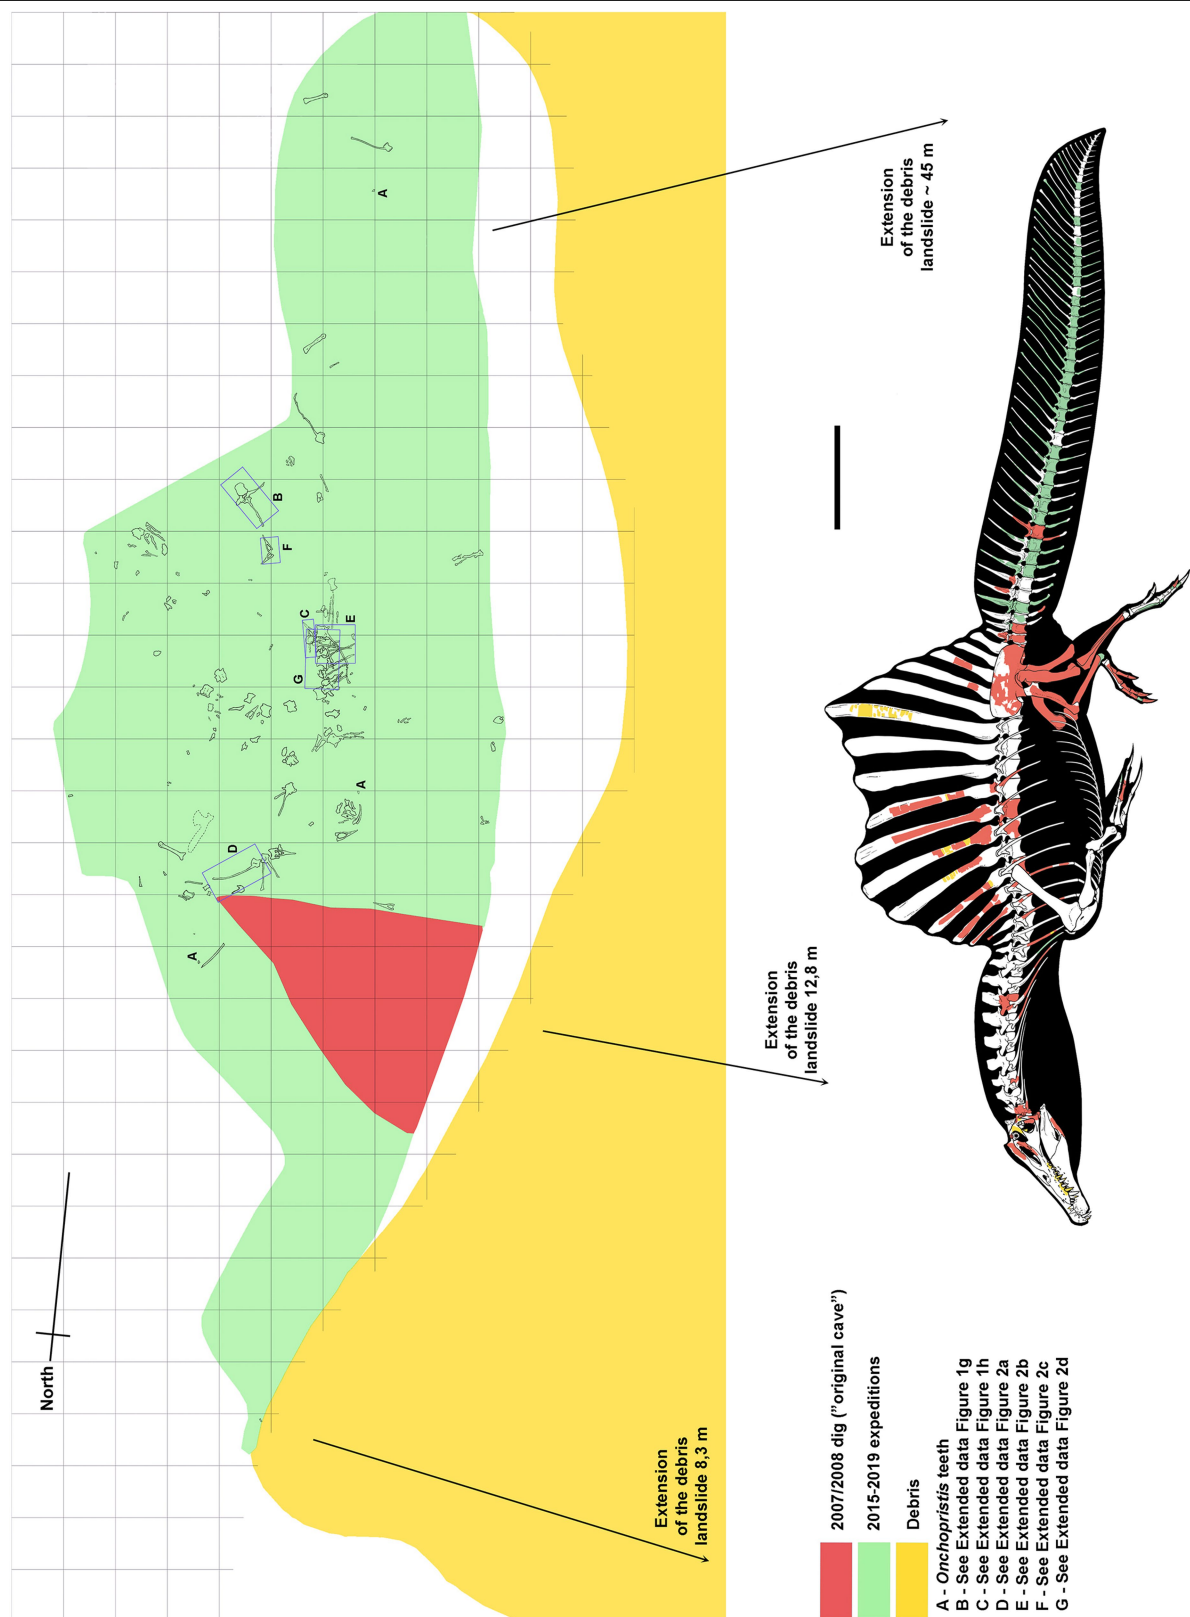 North
A
D
A
G
C
E
F
B
A
Extension
of the debris
landslide 8,3 m
Extension
of the debris
landslide 12,8 m
Extension
of the debris
landslide ~ 45 m
2007/2008 dig ("original cave")
2015-2019 expeditions
Debris
A - Onchopristis teeth
B - See Extended data Figure 1g
C - See Extended data Figure 1h
D - See Extended data Figure 2a
E - See Extended data Figure 2b
F - See Extended data Figure 2c
G - See Extended data Figure 2d